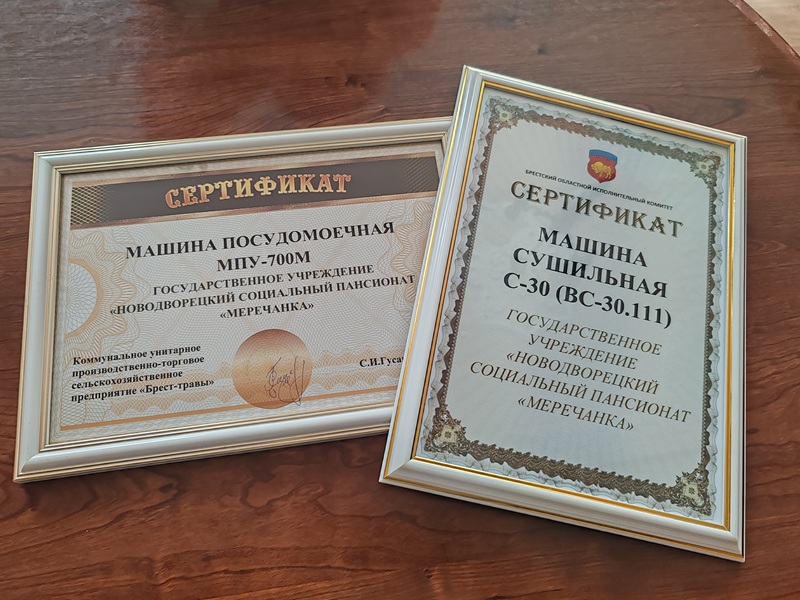 СЕРТИФИКАТ
МАШИНА ПОСУДОМОЕЧНАЯ
МПУ-700М
ГОСУДАРСТВЕННОЕ УЧРЕЖДЕНИЕ
«НОВОДВОРЕЦКИЙ СОЦИАЛЬНЫЙ ПАНСИОНАТ
«МЕРЕЧАНКА»
Коммунальное унитарное
производственно-торговое
сельскохозяйственное
предприятие «Брест-травы»
БРЕСТСКИЙ ОБЛАСТНОЙ ИСПОЛНИТЕЛЬНЫЙ КОМИТЕТ
СЕРТИФИКАТ
МАШИНА
СУШИЛЬНАЯ
С-30 (ВС-30.111)
ГОСУДАРСТВЕННОЕ
УЧРЕЖДЕНИЕ
«НОВОДВОРЕЦКИЙ
СОЦИАЛЬНЫЙ ПАНСИОНАТ
«МЕРЕЧАНКА»